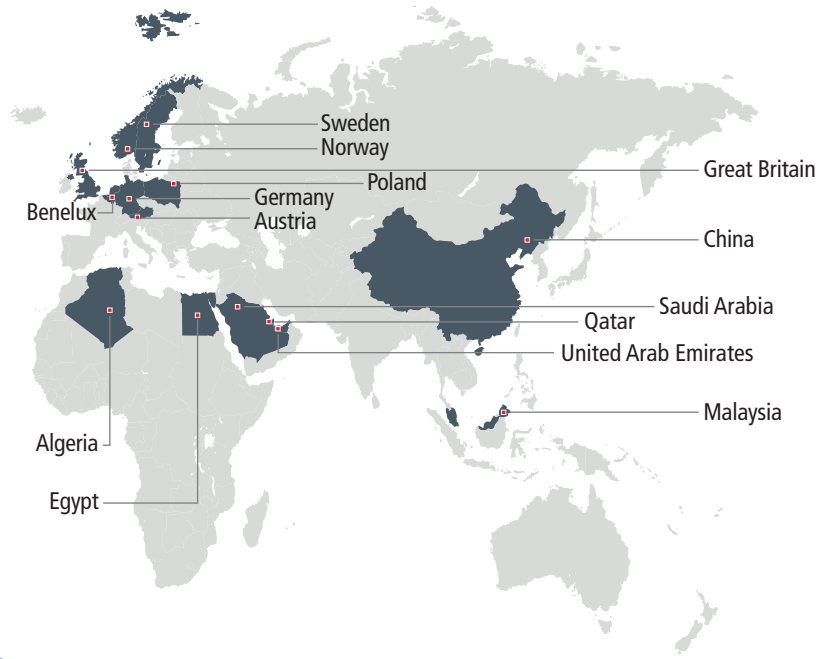 Sweden
Norway
Great Britain
Poland
Germany
Benelux
Austria
China
Saudi Arabia
Qatar
United Arab Emirates
Malaysia
Algeria
Egypt